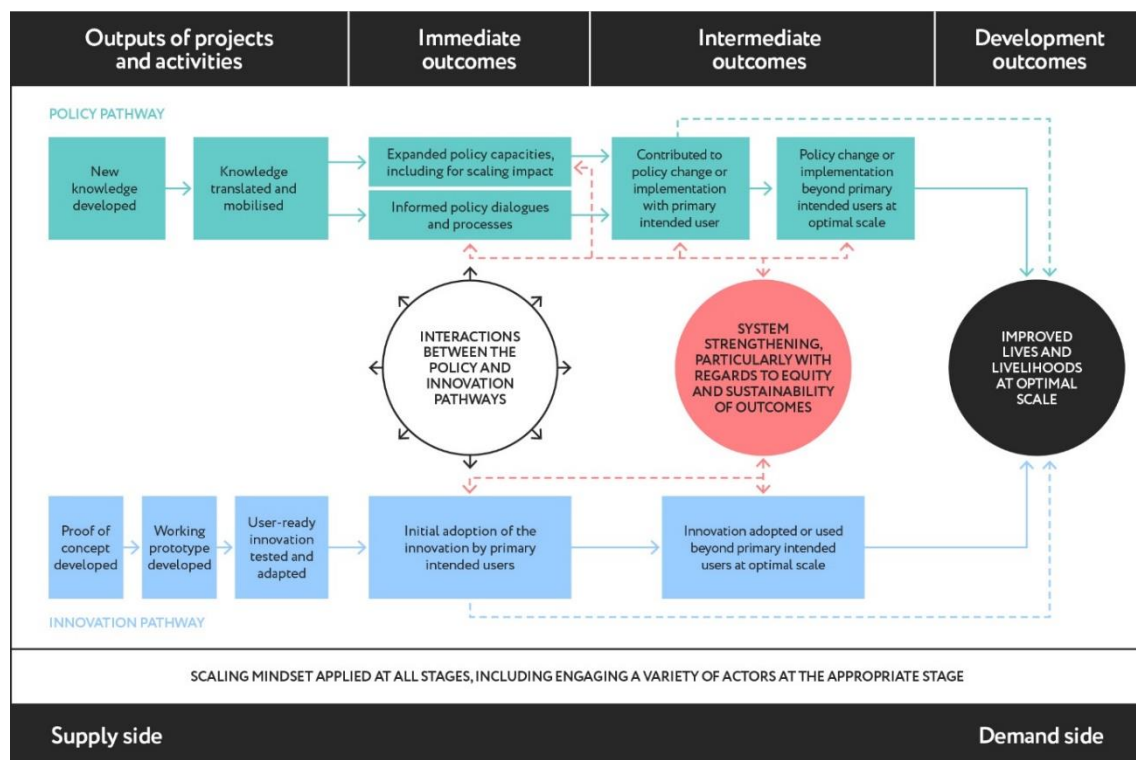 Outputs of projects
and activities
Immediate
outcomes
Intermediate
outcomes
Development
outcomes
POLICY PATHWAY
New
knowledge
developed
Knowledge
translated and
mobilised
Expanded policy capacities,
including for scaling impact
Informed policy dialogues
and processes
Contributed to
policy change or
implementation
with primary
intended user
Policy change or
implementation
beyond primary
intended users at
optimal scale
INTERACTIONS
BETWEEN THE
POLICY AND
INNOVATION
PATHWAYS
SYSTEM
STRENGTHENING,
PARTICULARLY WITH
REGARDS TO EQUITY
AND SUSTAINABILITY
OF OUTCOMES
IMPROVED
LIVES AND
LIVELIHOODS
AT OPTIMAL
SCALE
Proof of
concept
developed
Working
prototype
developed
User-ready
innovation
tested and
adapted
Initial adoption of the
innovation by primary
intended users
Innovation adopted or used
beyond primary intended
users at optimal scale
INNOVATION PATHWAY
SCALING MINDSET APPLIED AT ALL STAGES, INCLUDING ENGAGING A VARIETY OF ACTORS AT THE APPROPRIATE STAGE
Supply side
Demand side